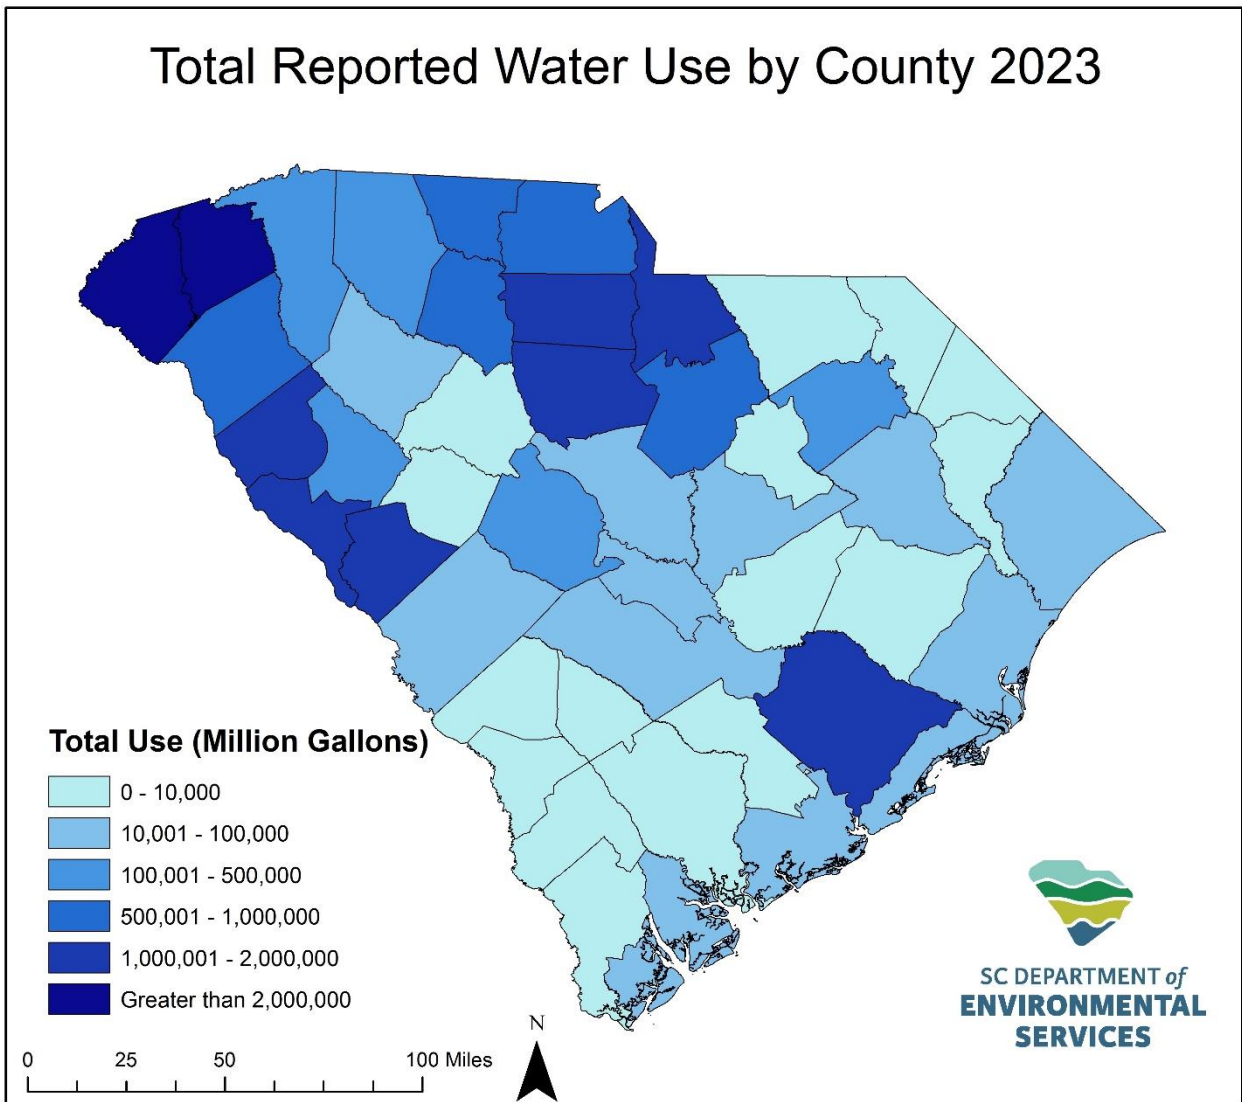 Total Reported Water Use by County 2023
Total Use (Million Gallons)
0 - 10,000
10,001 - 100,000
100,001 - 500,000
500,001 - 1,000,000
1,000,001 - 2,000,000
Greater than 2,000,000
0 25 50 100 Miles
N
SC DEPARTMENT of
ENVIRONMENTAL
SERVICES